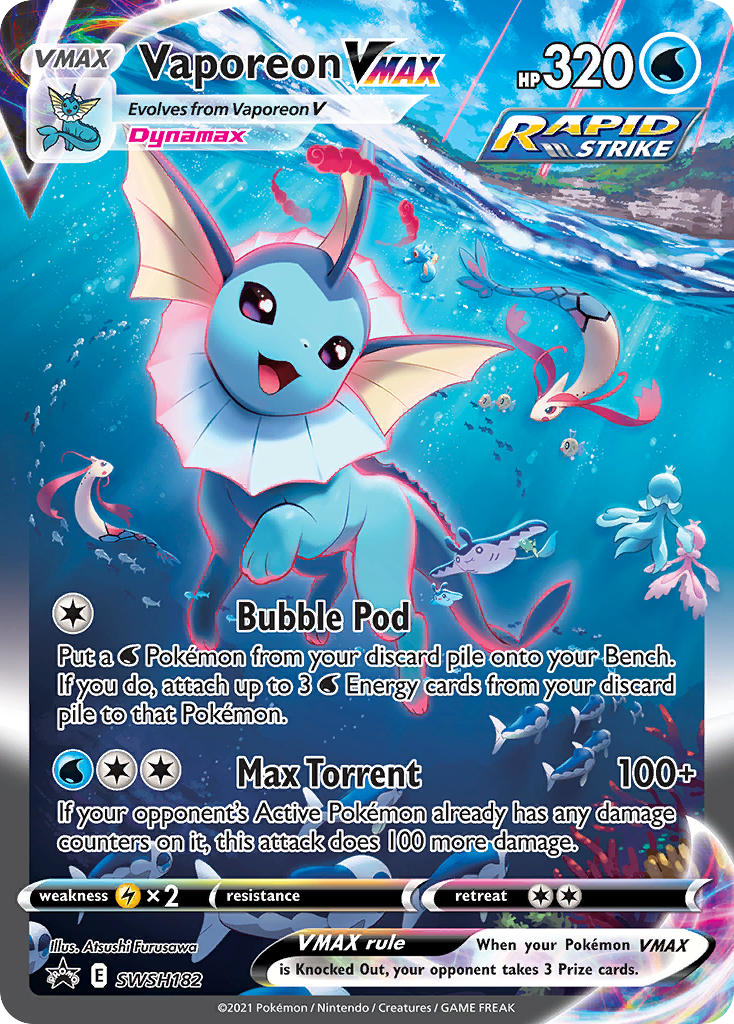 VMAX
Vaporeon VMAX
HP 320
Evolves from Vaporeon V
Dynamax
RAPID
STRIKE
Bubble Pod
Put a Pokémon from your discard pile onto your Bench.
If you do, attach up to 3 Energy cards from your discard
pile to that Pokémon.
Max Torrent 100+
If your opponent's Active Pokémon already has any damage
counters on it, this attack does 100 more damage.
weakness ×2 resistance retreat
Illus. Atsushi Furusawa
VMAX rule When your Pokémon VMAX
is Knocked Out, your opponent takes 3 Prize cards.
PROMO E SWSH182
©2021 Pokémon / Nintendo / Creatures / GAME FREAK